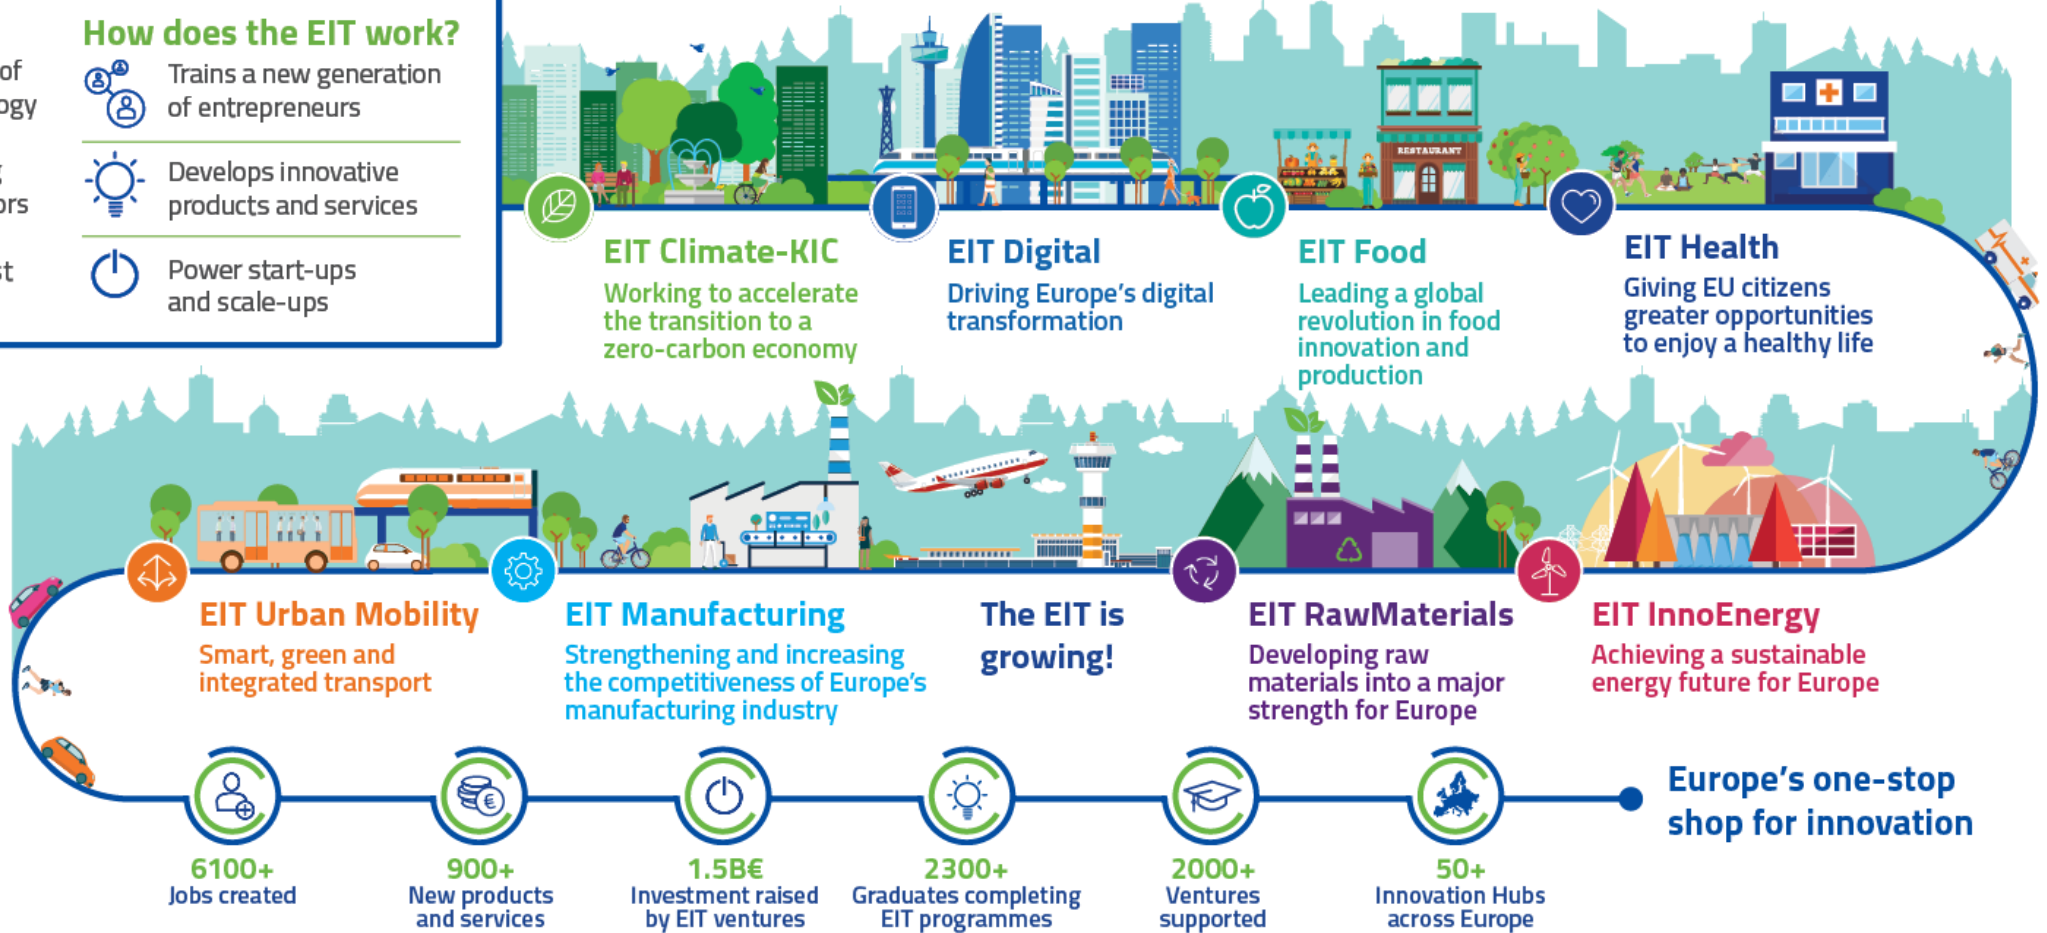 How does the EIT work?
of
Trains a new generation
of entrepreneurs
ogy
Develops innovative
products and services
ors
st
Power start-ups
and scale-ups
RESTAURANT
EIT Climate-KIC
Working to accelerate
the transition to a
zero-carbon economy
EIT Digital
Driving Europe's digital
transformation
EIT Food
Leading a global
revolution in food
innovation and
production
EIT Health
Giving EU citizens
greater opportunities
to enjoy a healthy life
EIT Urban Mobility
Smart, green and
integrated transport
EIT Manufacturing
Strengthening and increasing
the competitiveness of Europe's
manufacturing industry
The EIT is
growing!
EIT RawMaterials
Developing raw
materials into a major
strength for Europe
EIT InnoEnergy
Achieving a sustainable
energy future for Europe
6100+
Jobs created
900+
New products
and services
1.5B€
Investment raised
by EIT ventures
2300+
Graduates completing
EIT programmes
2000+
Ventures
supported
50+
Innovation Hubs
across Europe
Europe's one-stop
shop for innovation